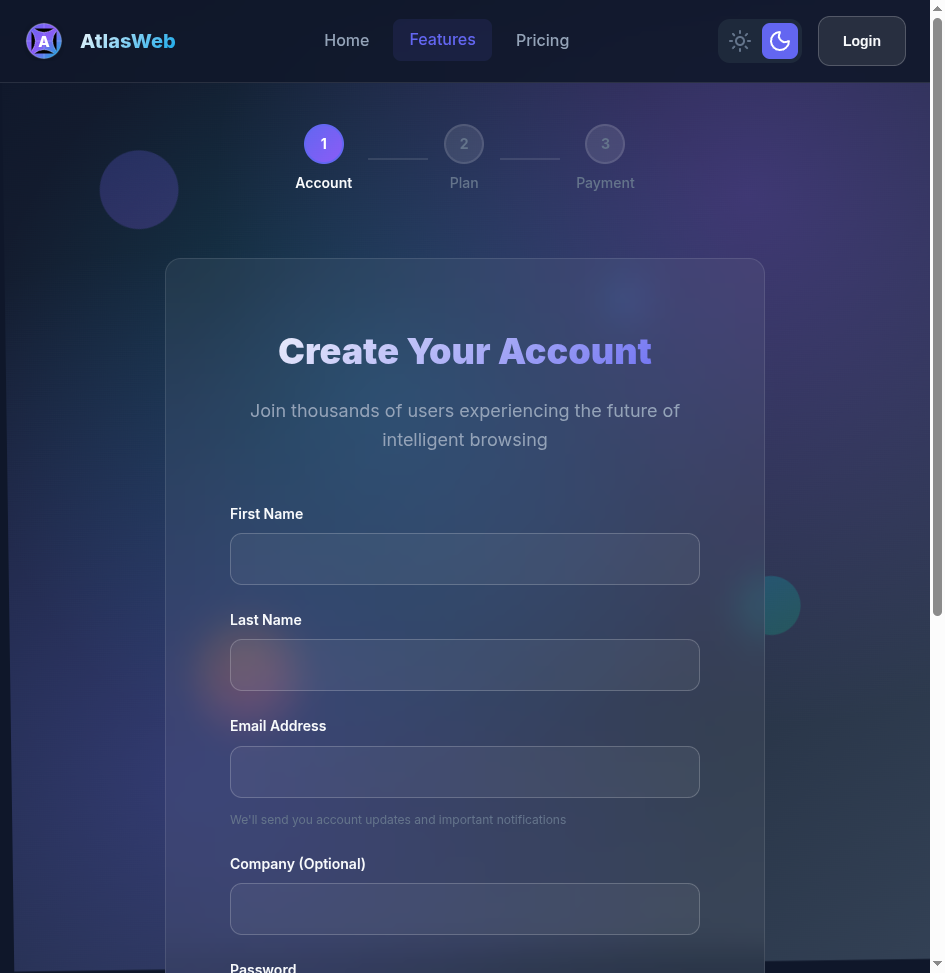 A AtlasWeb Home Features Pricing Login
1 2 3
Account Plan Payment
Create Your Account
Join thousands of users experiencing the future of
intelligent browsing
First Name
Last Name
Email Address
We'll send you account updates and important notifications
Company (Optional)
Password